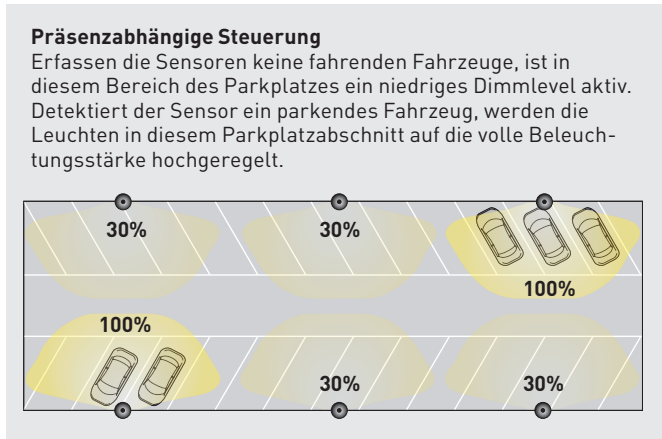 Präsenzabhängige Steuerung
Erfassen die Sensoren keine fahrenden Fahrzeuge, ist in
diesem Bereich des Parkplatzes ein niedriges Dimmlevel aktiv.
Detektiert der Sensor ein parkendes Fahrzeug, werden die
Leuchten in diesem Parkplatzabschnitt auf die volle Beleuch-
tungsstärke hochgeregelt.
30%
30%
100%
100%
30%
30%